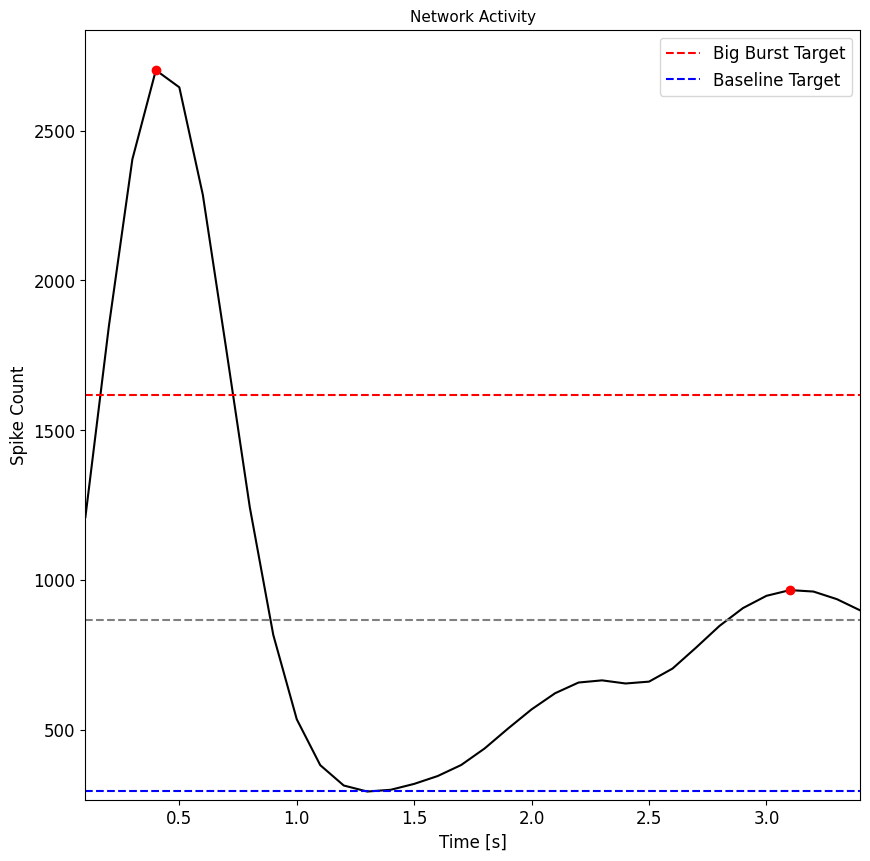 Network Activity
Big Burst Target
Baseline Target
Spike Count
2500
2000
1500
1000
500
0.5 1.0 1.5 2.0 2.5 3.0
Time [s]